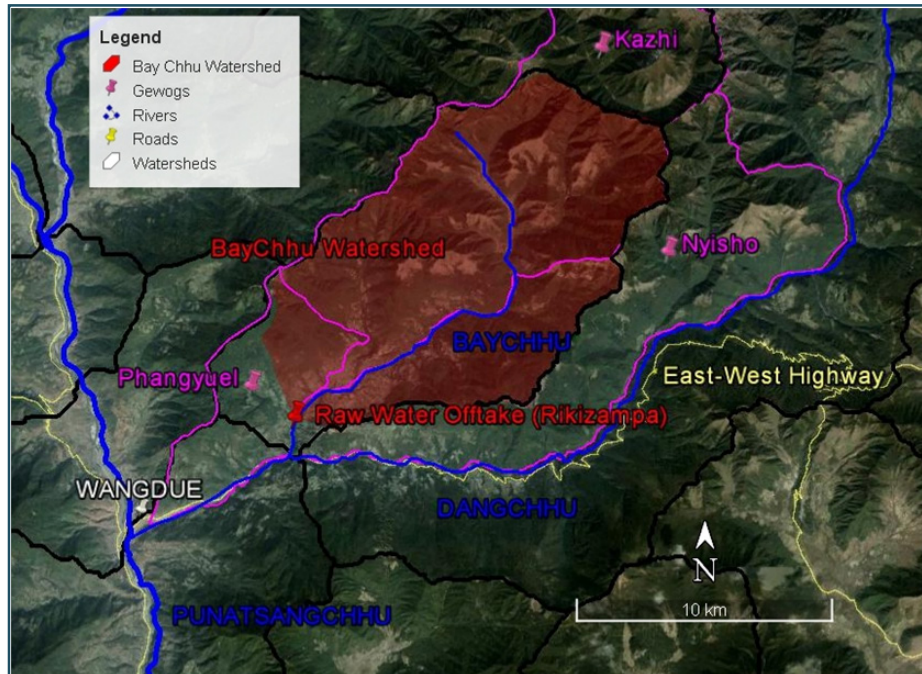 Legend
Bay Chhu Watershed
Gewogs
Rivers
Roads
Watersheds
Kazhi
BayChhu Watershed
Nyisho
BAYCHHU
Phangyuel
East-West Highway
Raw Water Offtake (Rikizampa)
WANGDUE
DANGCHHU
N
10 km
PUNATSANGCHHU